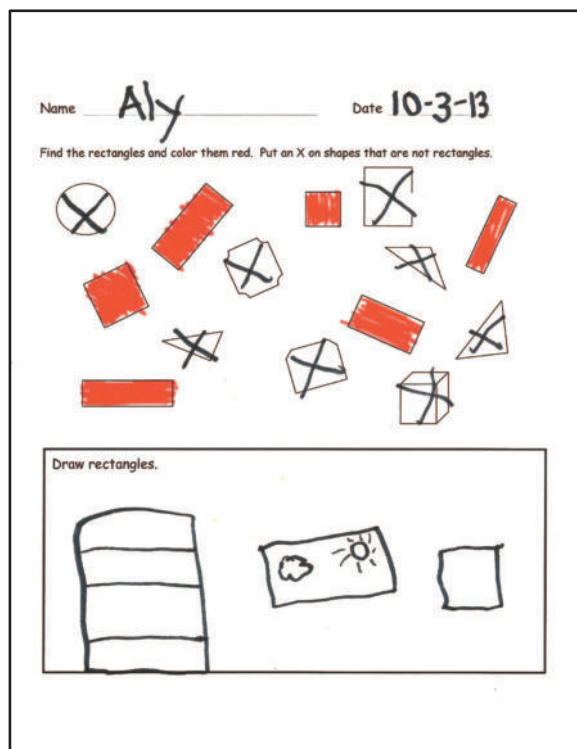 Name Aly Date 10-3-13
Find the rectangles and color them red. Put an X on shapes that are not rectangles.
Draw rectangles.